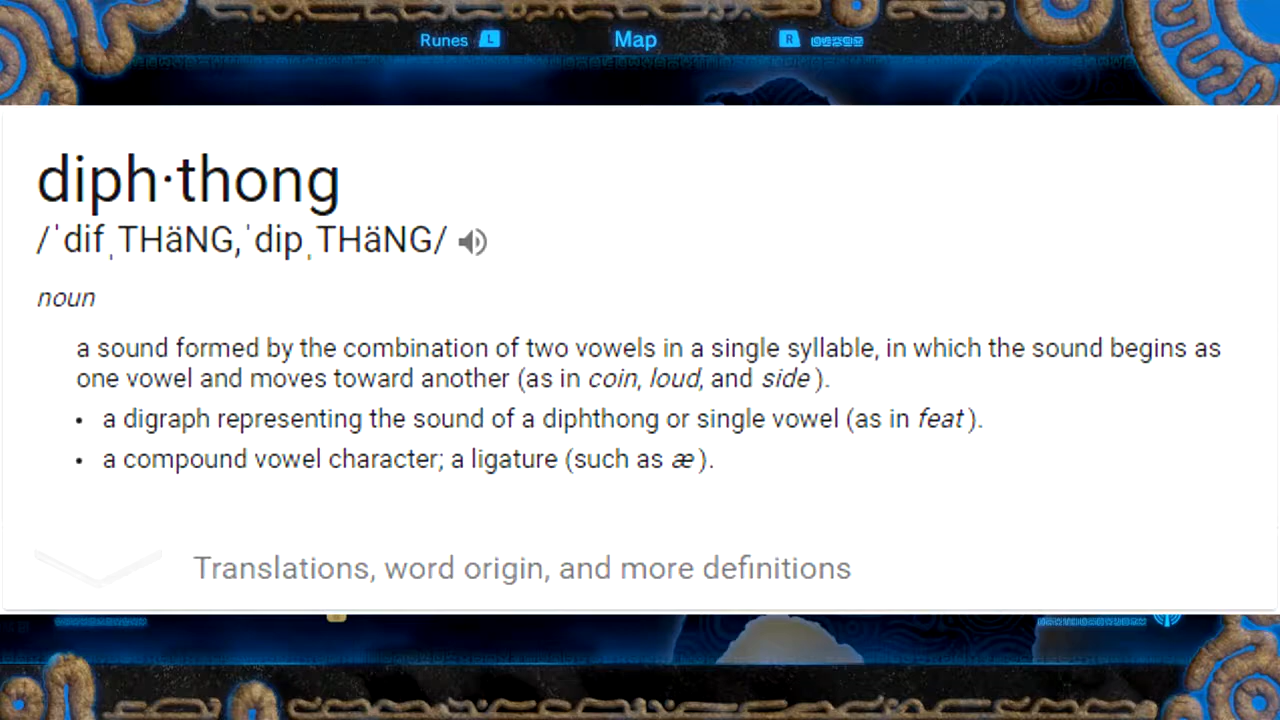 Runes L Map R
diph·thong
/ˈdifˌTHäNG,ˈdipˌTHäNG/
noun
a sound formed by the combination of two vowels in a single syllable, in which the sound begins as
one vowel and moves toward another (as in coin, loud, and side ).
• a digraph representing the sound of a diphthong or single vowel (as in feat ).
• a compound vowel character; a ligature (such as æ ).
Translations, word origin, and more definitions